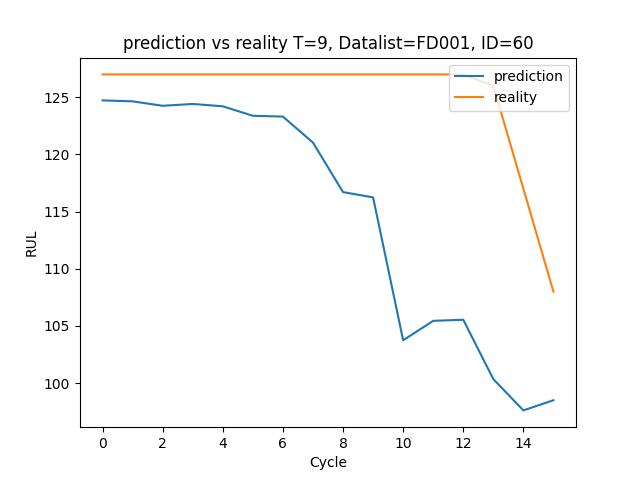 prediction vs reality T=9, Datalist=FD001, ID=60
prediction
reality
125
120
115
110
105
100
RUL
0 2 4 6 8 10 12 14
Cycle